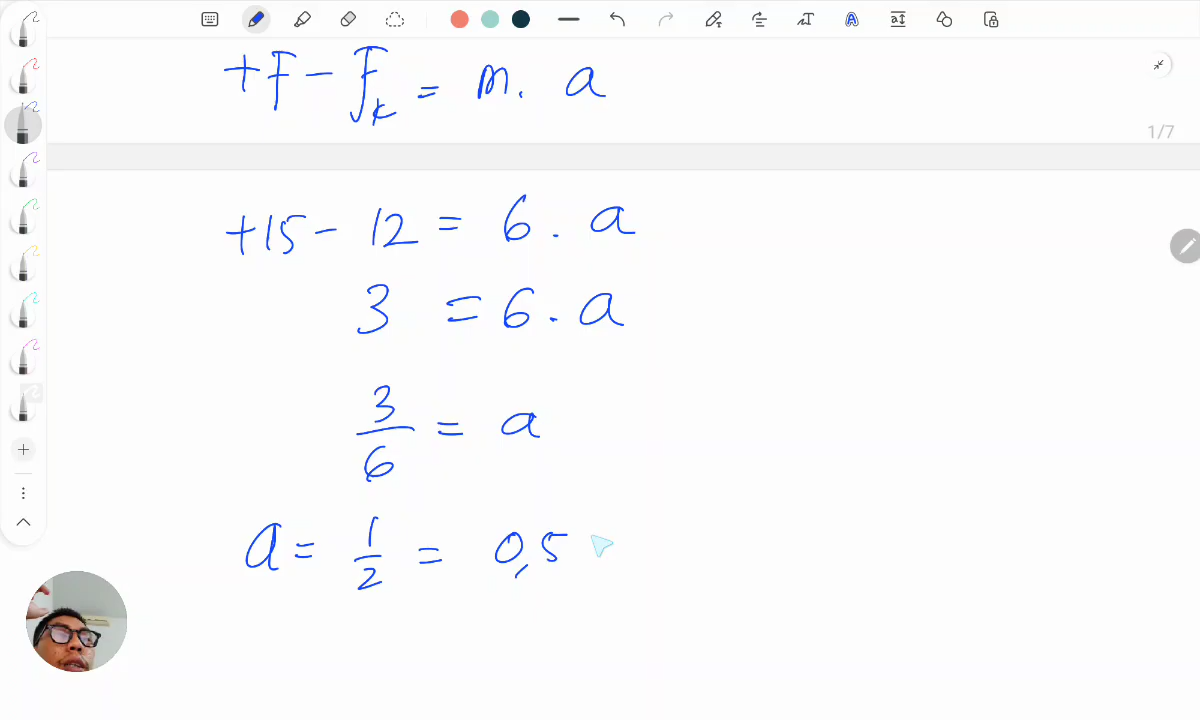 +F - Fk = m. a
1/7
+15 - 12 = 6 . a
3 = 6 . a
3/6 = a
a = 1/2 = 0,5